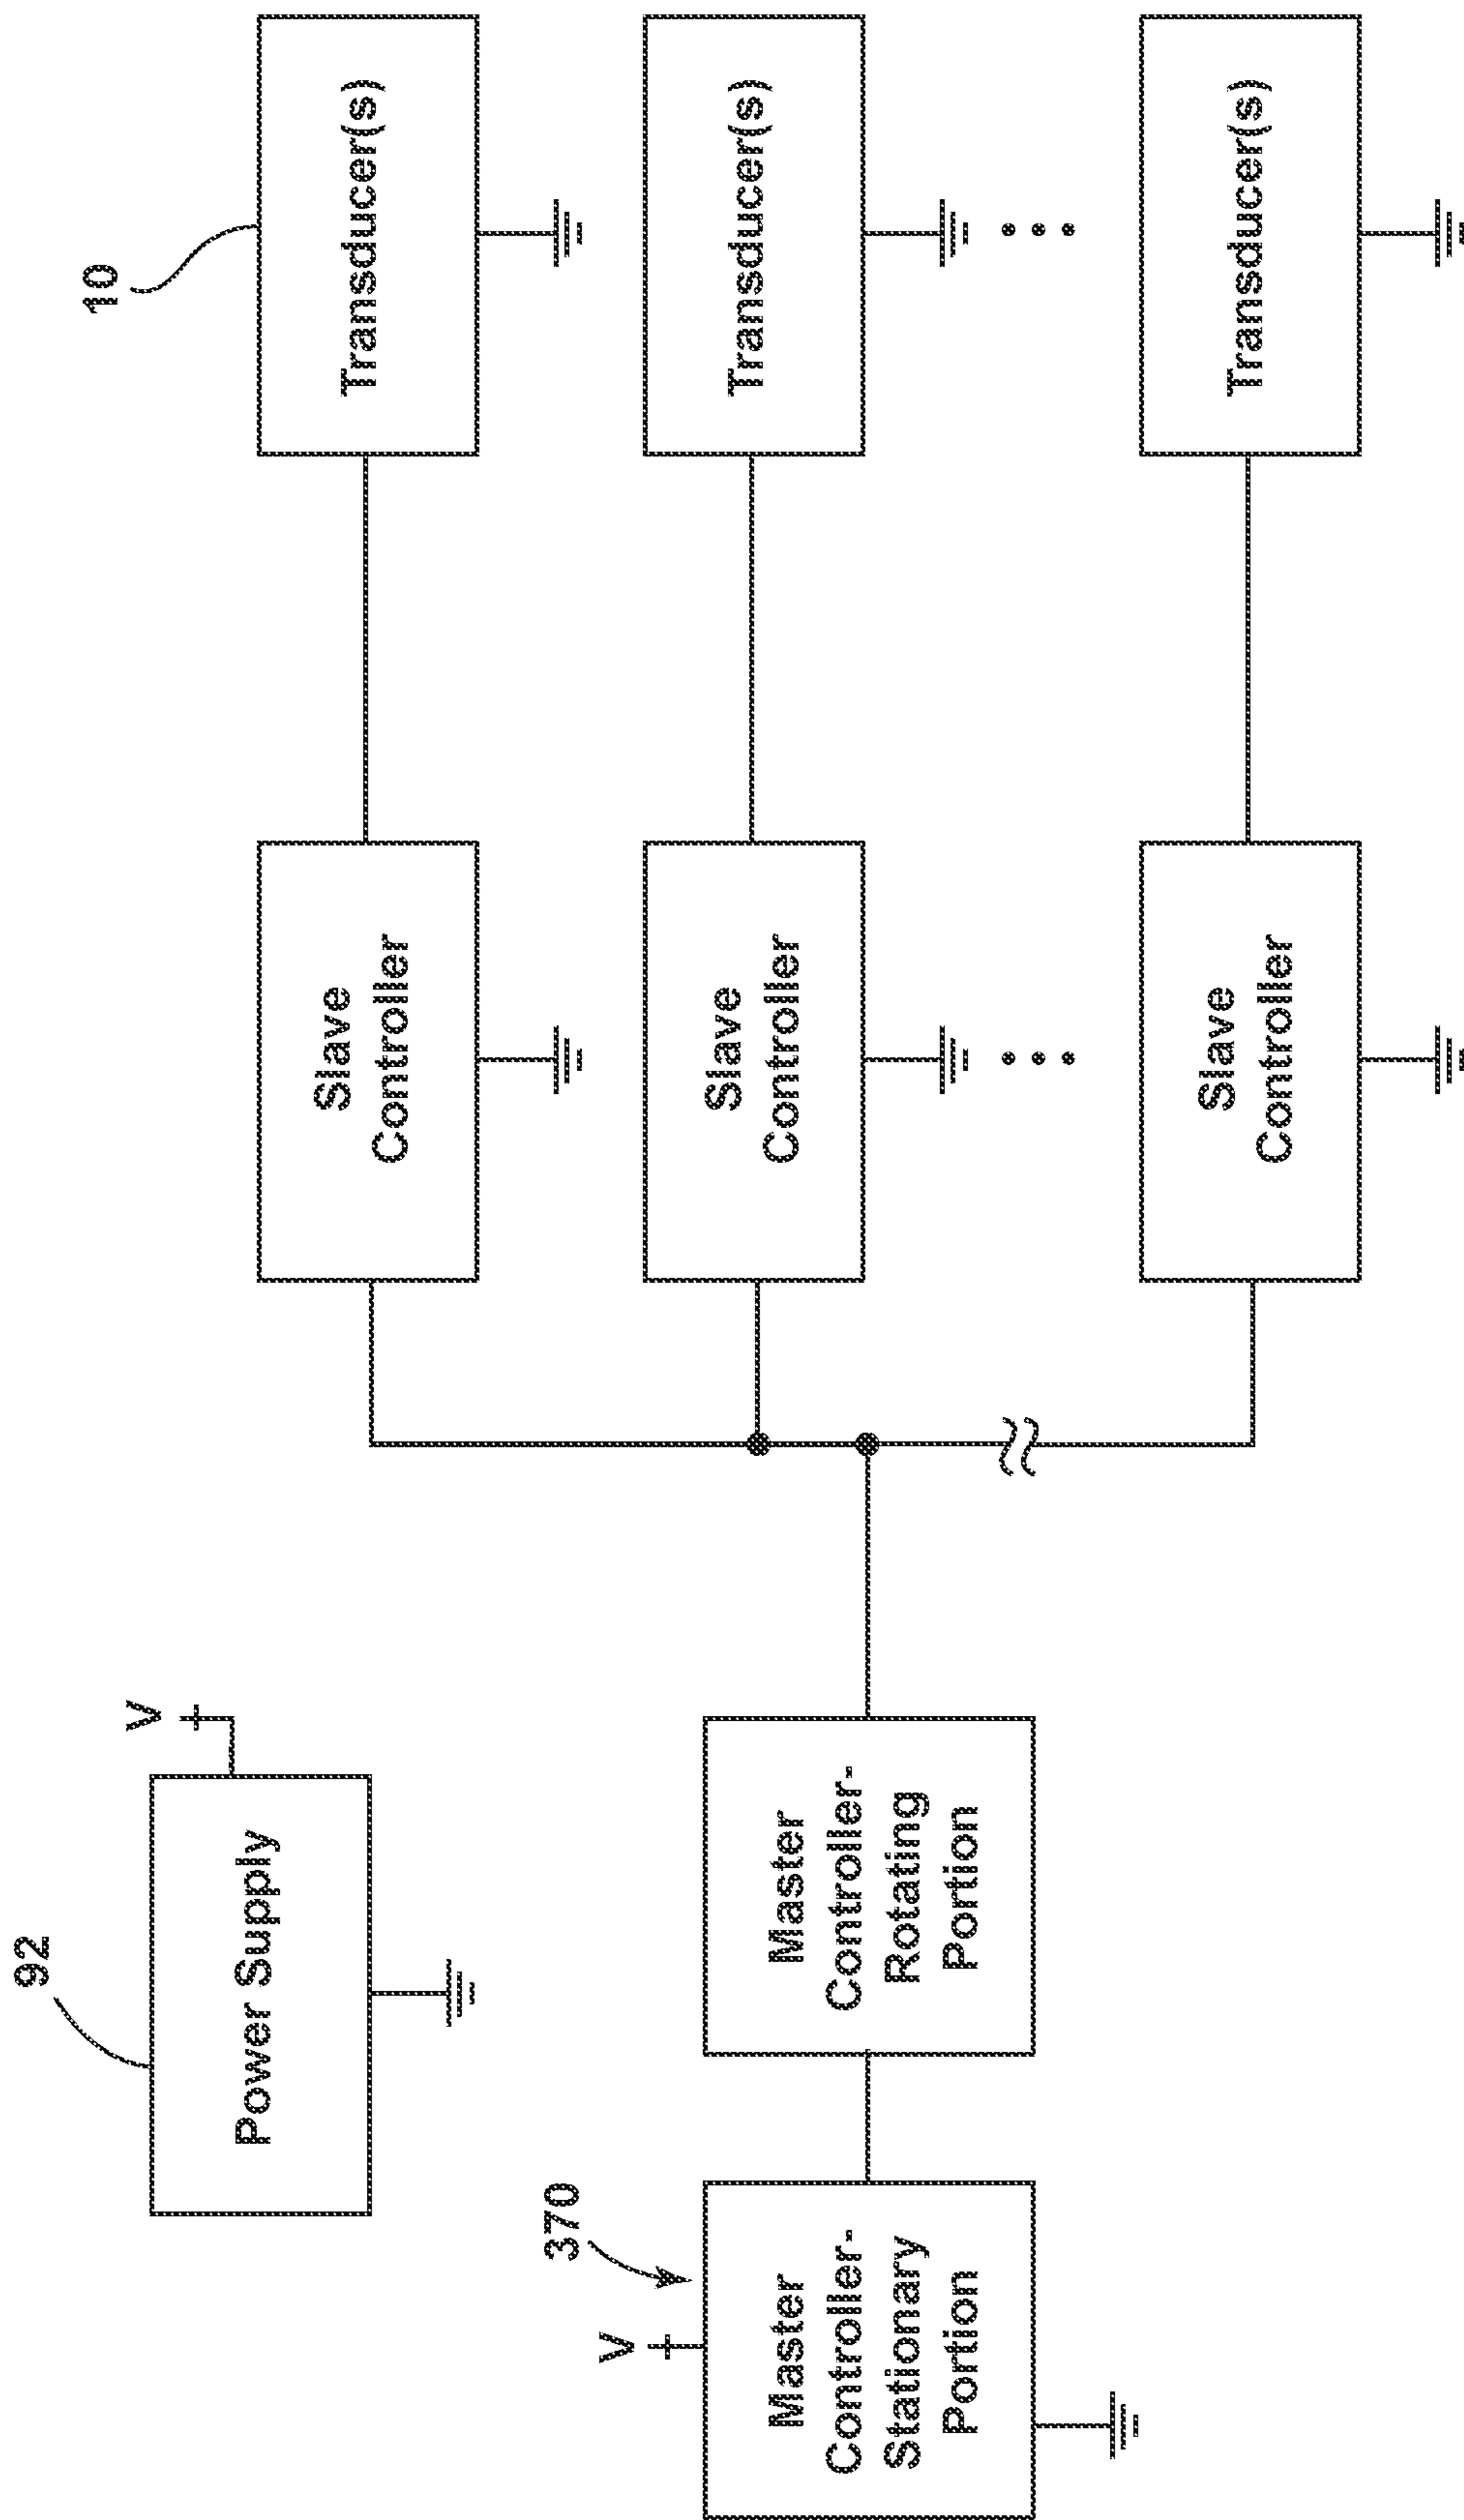 92
Power Supply
V
10
Transducer(s)
Slave
Controller
Transducer(s)
Slave
Controller
370
V
Master
Controller-
Stationary
Portion
Master
Controller-
Rotating
Portion
Slave
Controller
Transducer(s)